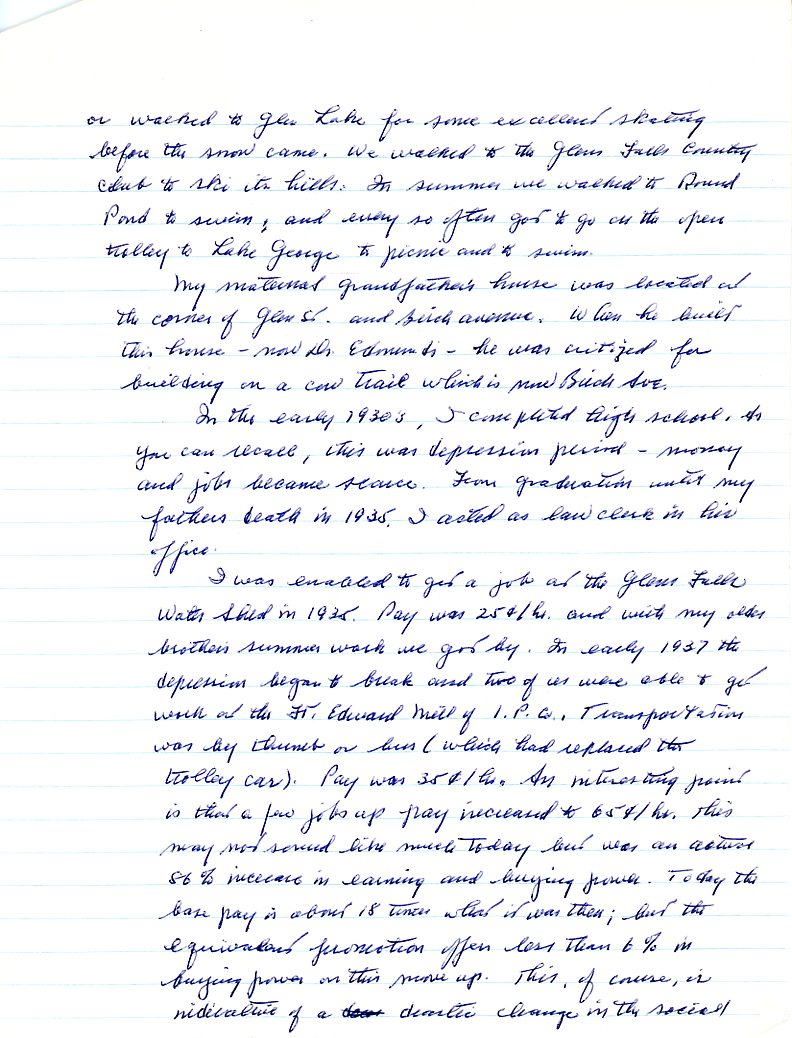 or walked to Glen Lake for some excellent skating
before the snow came. We walked to the Glens Falls Country
Club to ski its hills. In summer we walked to Round
Pond to swim, and every so often got to go on the open
trolley to Lake George to picnic and to swim.
My maternal grandfathers house was located at
the corner of Glen St. and Birch avenue. When he built
this house - now Dr. Edmunds - he was critized for
building on a cow trail which is now Birch Ave.
In the early 1930's, I completed high school. As
you can recall, this was depression period - money
and jobs became scarce. From graduation until my
fathers death in 1935, I acted as law clerk in his
office.
I was enabled to get a job at the Glens Falls
Water Shed in 1935. Pay was 25¢/hr. and with my older
brothers summer work we got by. In early 1937 the
depression began to break and two of us were able to get
work at the Ft. Edward Mill of I.P. Co. Transportation
was by thumb or bus (which had replaced the
trolley car). Pay was 35¢/hr. An interesting point
is that a few jobs up pay increased to 65¢/hr. This
may not sound like much today but was an actual
86% increase in earning and buying power. Today the
base pay is about 18 times what it was then; but the
equivalent promotion offers less than 6% in
buying power on this move up. This, of course, is
indicative of a drastic change in the social